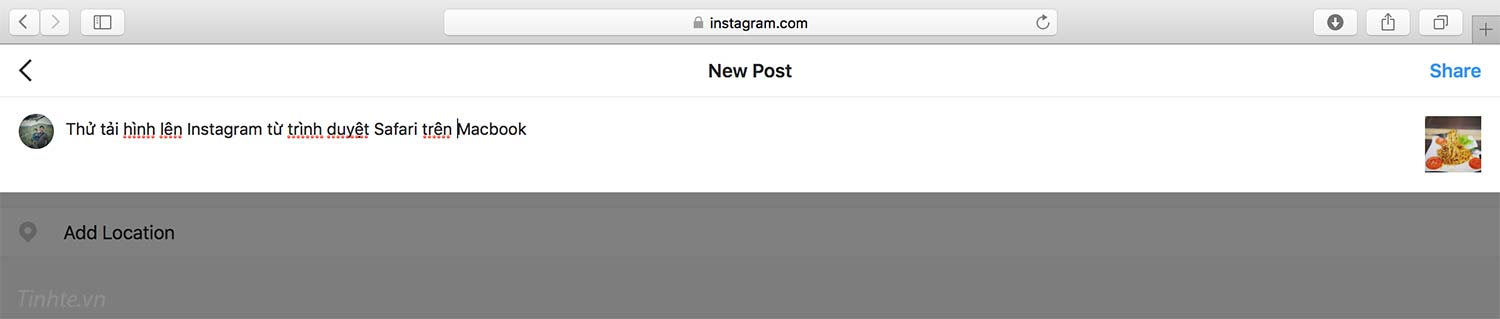 instagram.com
New Post
Share
Thử tải hình lên Instagram từ trình duyệt Safari trên Macbook
Add Location
Tinhte.vn